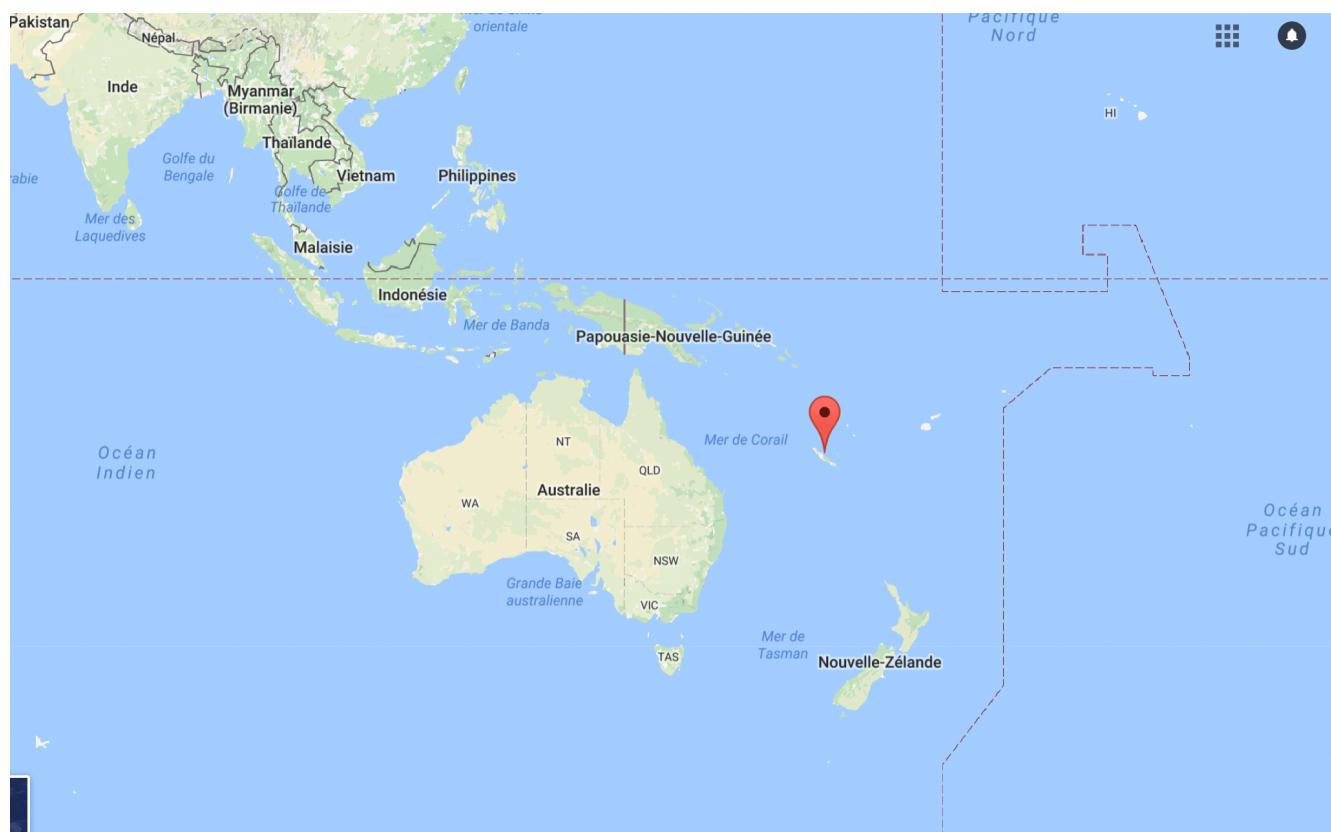 Pakistan
orientale
Pacifique
Nord
Népal
Inde
Myanmar
(Birmanie)
HI
Thaïlande
Golfe du
Bengale
Vietnam
Philippines
rabie
Golfe de
Thaïlande
Mer des
Laquedives
Malaisie
Indonésie
Mer de Banda
Papouasie-Nouvelle-Guinée
Mer de Corail
NT
QLD
Océan
Indien
Australie
WA
SA
NSW
Océan
Pacifique
Sud
Grande Baie
australienne
VIC
Mer de
Tasman
TAS
Nouvelle-Zélande